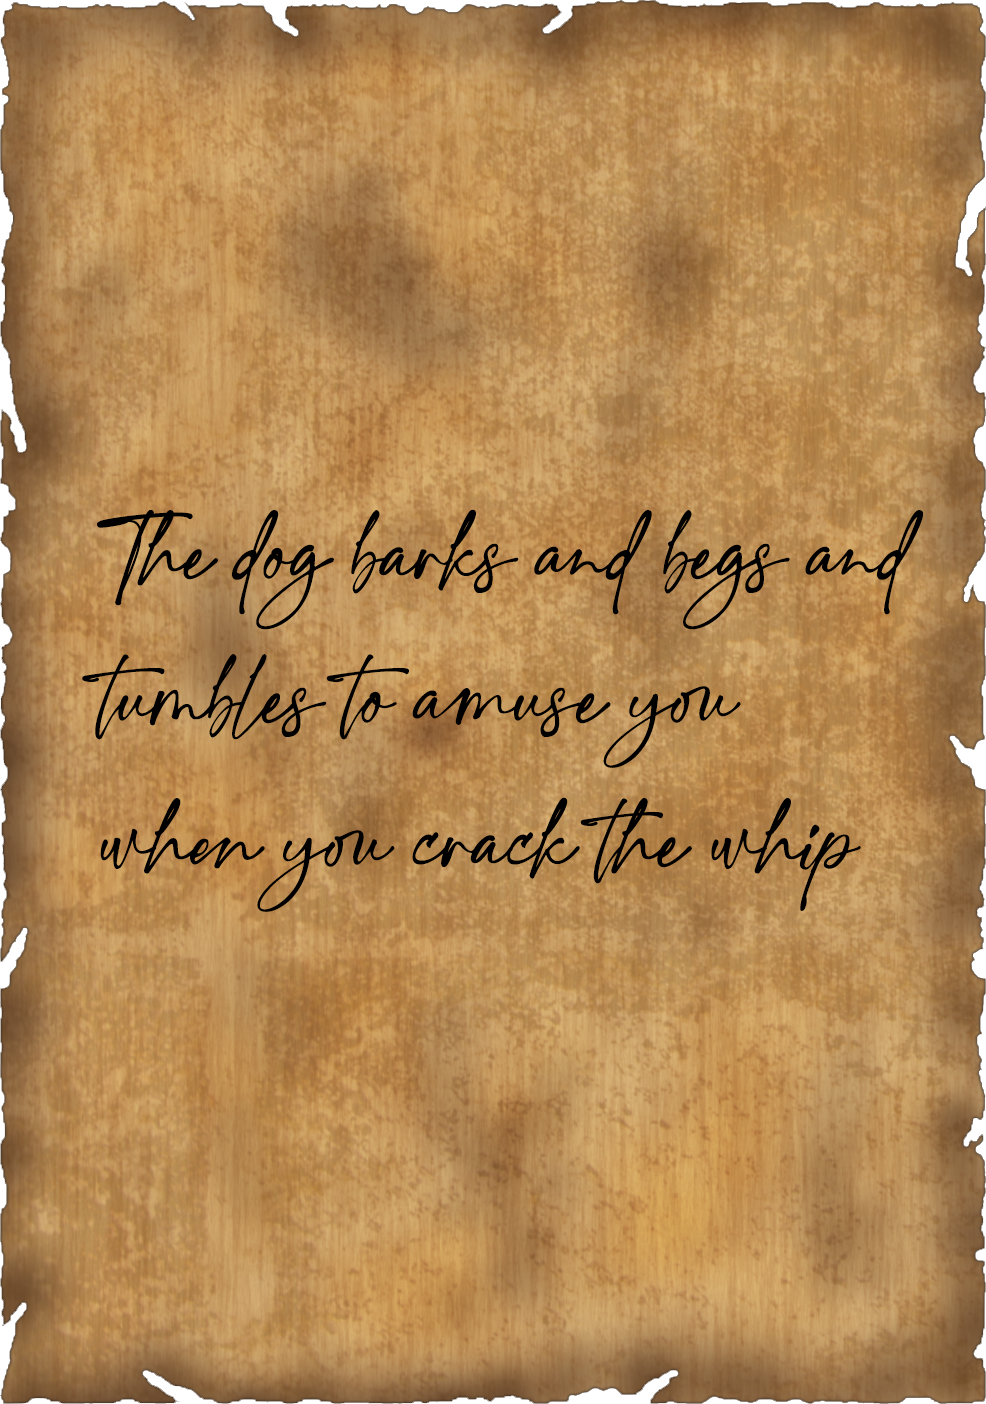 The dog barks and begs and
tumbles to amuse you
when you crack the whip